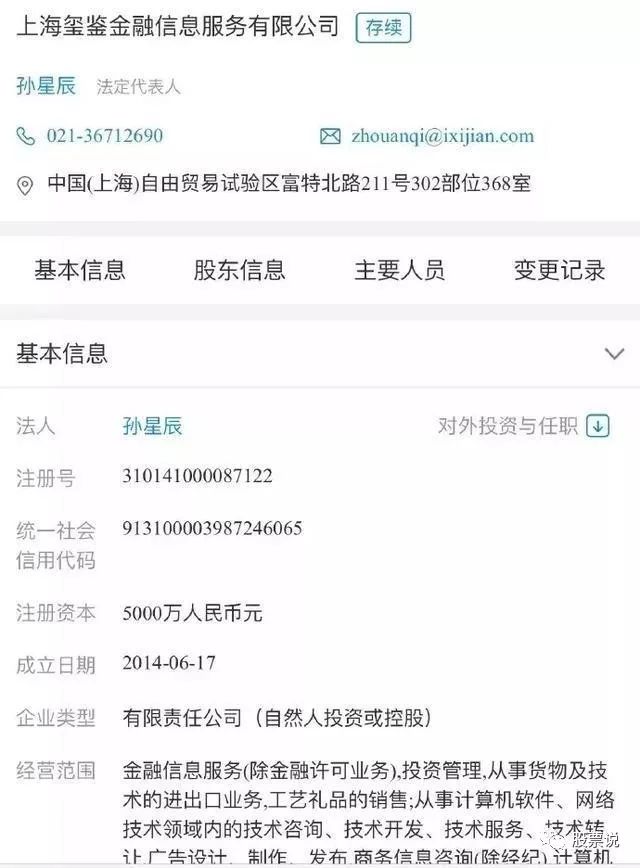 上海玺鉴金融信息服务有限公司 存续
孙星辰 法定代表人
021-36712690 zhouanqi@ixijian.com
中国(上海)自由贸易试验区富特北路211号302部位368室
基本信息 股东信息 主要人员 变更记录
基本信息
法人 孙星辰 对外投资与任职
注册号 310141000087122
统一社会
信用代码 913100003987246065
注册资本 5000万人民币元
成立日期 2014-06-17
企业类型 有限责任公司（自然人投资或控股）
经营范围 金融信息服务(除金融许可业务),投资管理,从事货物及技
术的进出口业务,工艺礼品的销售;从事计算机软件、网络
技术领域内的技术咨询、技术开发、技术服务、技术转
让,广告设计、制作、发布,商务信息咨询(除经纪),计算机
股票说